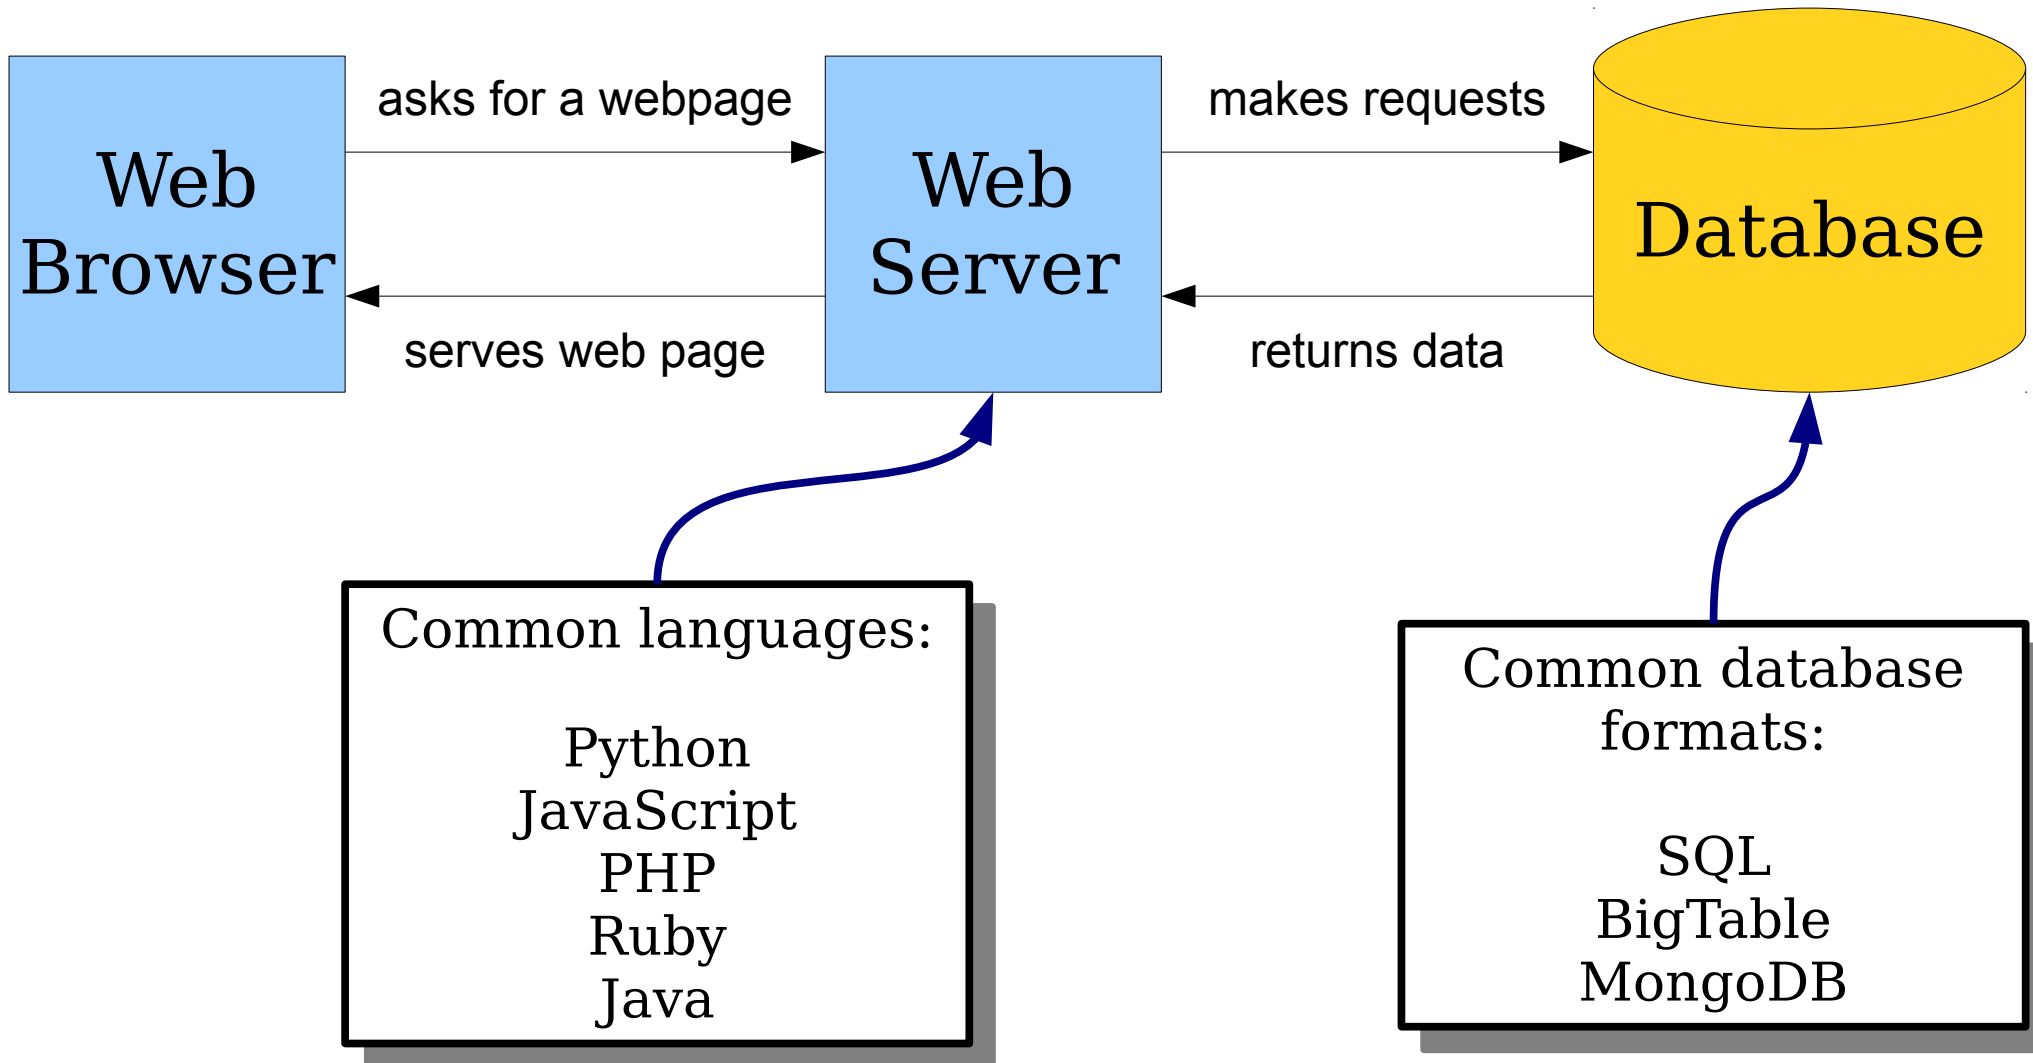 asks for a webpage
makes requests
Web
Browser
Web
Server
Database
serves web page
returns data
Common languages:
Python
JavaScript
PHP
Ruby
Java
Common database
formats:
SQL
BigTable
MongoDB